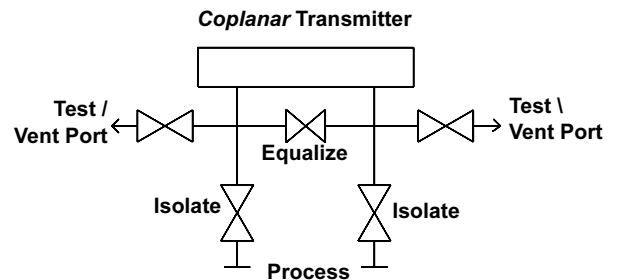 Coplanar Transmitter
Test /
Vent Port
Test \
Vent Port
Equalize
Isolate
Isolate
Process